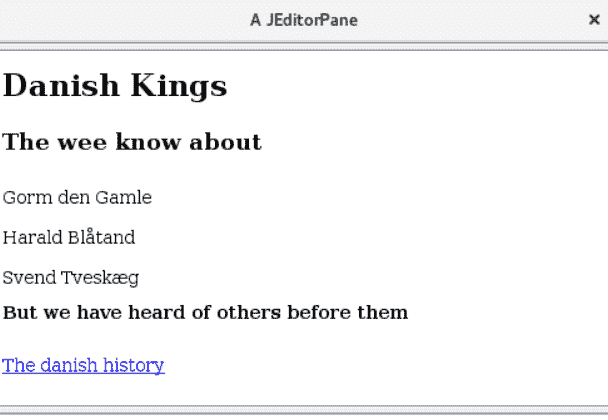 A JEditorPane
Danish Kings
The wee know about
Gorm den Gamle
Harald Blåtand
Svend Tveskæg
But we have heard of others before them
The danish history